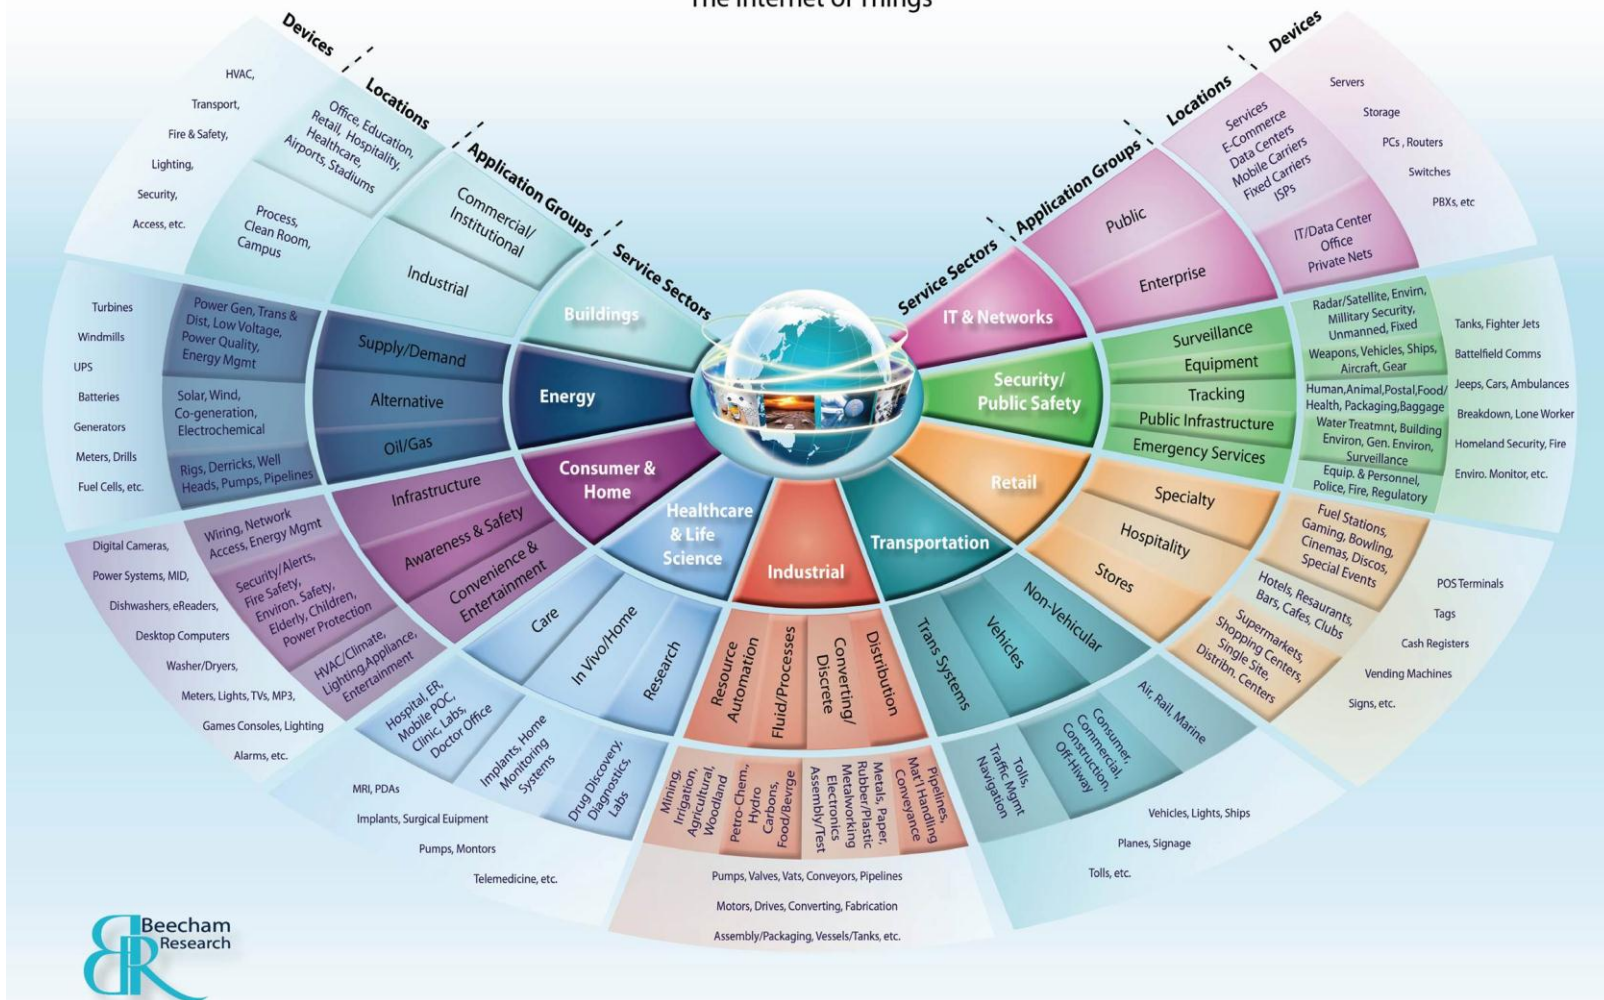 The Internet of Things
Devices
Locations
Application Groups
Service Sectors
Service Sectors
Application Groups
Locations
Devices
HVAC,
Transport,
Fire & Safety,
Lighting,
Security,
Access, etc.
Office, Education,
Retail, Hospitality,
Healthcare,
Airports, Stadiums
Process,
Clean Room,
Campus
Commercial/
Institutional
Industrial
Buildings
Turbines
Windmills
UPS
Batteries
Generators
Meters, Drills
Fuel Cells, etc.
Power Gen, Trans &
Dist, Low Voltage,
Power Quality,
Energy Mgmt
Solar, Wind,
Co-generation,
Electrochemical
Rigs, Derricks, Well
Heads, Pumps, Pipelines
Supply/Demand
Alternative
Oil/Gas
Energy
Digital Cameras,
Power Systems, MID,
Dishwashers, eReaders,
Desktop Computers
Washer/Dryers,
Meters, Lights, TVs, MP3,
Games Consoles, Lighting
Alarms, etc.
Wiring, Network
Access, Energy Mgmt
Security/Alerts,
Fire Safety,
Environ. Safety,
Elderly, Children,
Power Protection
HVAC/Climate,
Lighting,Appliance,
Entertainment
Infrastructure
Awareness & Safety
Convenience &
Entertainment
Consumer &
Home
MRI, PDAs
Implants, Surgical Euipment
Pumps, Montors
Telemedicine, etc.
Hospital, ER,
Mobile POC,
Clinic, Labs,
Doctor Office
Implants, Home
Monitoring
Systems
Drug Discovery,
Diagnostics,
Labs
Care
In Vivo/Home
Research
Healthcare
& Life
Science
Industrial
Resource
Automation
Fluid/Processes
Converting/
Discrete
Distribution
Mining,
Irrigation,
Agricultural,
Woodland
Petro-Chem.,
Hydro
Carbons,
Food/Bevrge
Metals, Paper,
Rubber/Plastic
Metalworking
Electronics
Assembly/Test
Pipelines,
Mat'l Handling
Conveyance
Pumps, Valves, Vats, Conveyors, Pipelines
Motors, Drives, Converting, Fabrication
Assembly/Packaging, Vessels/Tanks, etc.
Transportation
Trans Systems
Vehicles
Non-Vehicular
Tolls,
Traffic Mgmt
Navigation
Consumer,
Commercial,
Construction,
Off-Hiway
Air, Rail, Marine
Vehicles, Lights, Ships
Planes, Signage
Tolls, etc.
Retail
Specialty
Hospitality
Stores
Fuel Stations,
Gaming, Bowling,
Cinemas, Discos,
Special Events
Hotels, Resaurants,
Bars, Cafes, Clubs
Supermarkets,
Shopping Centers,
Single Site,
Distribn. Centers
POS Terminals
Tags
Cash Registers
Vending Machines
Signs, etc.
Security/
Public Safety
Surveillance
Equipment
Tracking
Public Infrastructure
Emergency Services
Radar/Satellite, Envirn,
Millitary Security,
Unmanned, Fixed
Weapons, Vehicles, Ships,
Aircraft, Gear
Human,Animal,Postal,Food/
Health, Packaging,Baggage
Water Treatmnt, Building
Environ, Gen. Environ,
Surveillance
Equip. & Personnel,
Police, Fire, Regulatory
Tanks, Fighter Jets
Battelfield Comms
Jeeps, Cars, Ambulances
Breakdown, Lone Worker
Homeland Security, Fire
Enviro. Monitor, etc.
IT & Networks
Public
Enterprise
Services
E-Commerce
Data Centers
Mobile Carriers
Fixed Carriers
ISPs
IT/Data Center
Office
Private Nets
Servers
Storage
PCs , Routers
Switches
PBXs, etc
Beecham
Research